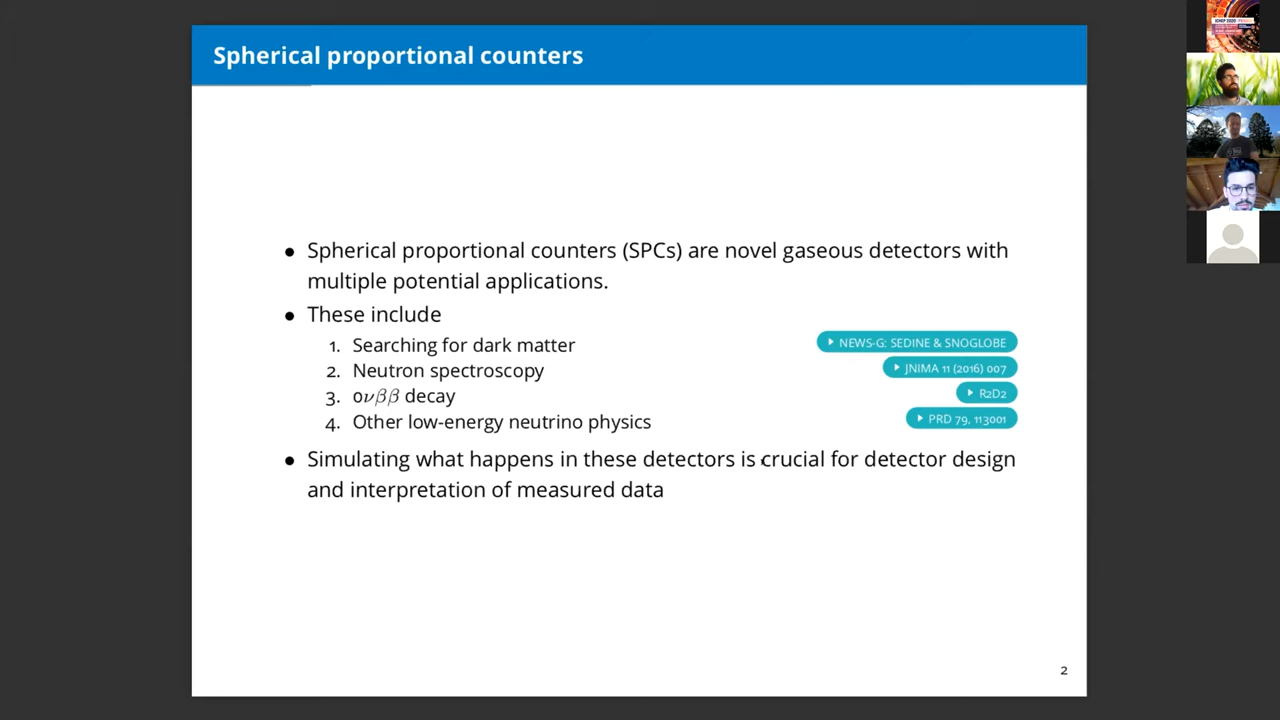 Spherical proportional counters
● Spherical proportional counters (SPCs) are novel gaseous detectors with
multiple potential applications.
● These include
1. Searching for dark matter
NEWS-G: SEDINE & SNOGLOBE
2. Neutron spectroscopy
JNIMA 11 (2016) 007
3. 0νββ decay
R2D2
4. Other low-energy neutrino physics
PRD 79, 113001
● Simulating what happens in these detectors is crucial for detector design
and interpretation of measured data
2
ICHEP 2020